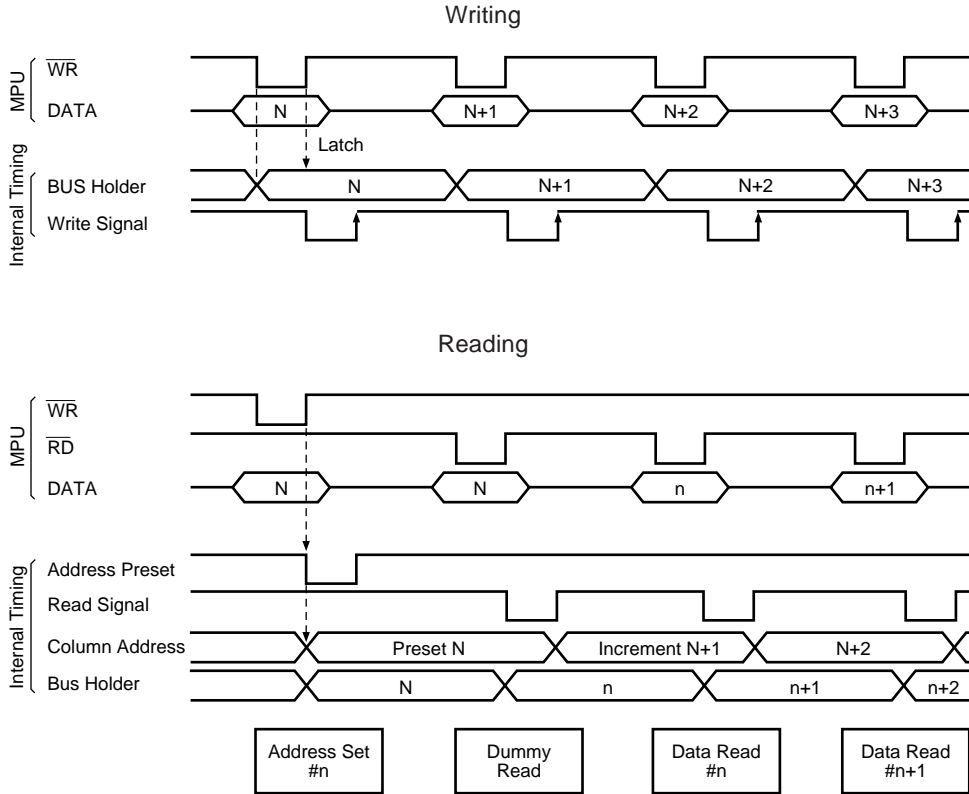 Writing
MPU
WR
DATA N N+1 N+2 N+3
Latch
Internal Timing
BUS Holder N N+1 N+2 N+3
Write Signal
Reading
MPU
WR
RD
DATA N N n n+1
Internal Timing
Address Preset
Read Signal
Column Address Preset N Increment N+1 N+2
Bus Holder N n n+1 n+2
Address Set Dummy Data Read Data Read
#n Read #n #n+1